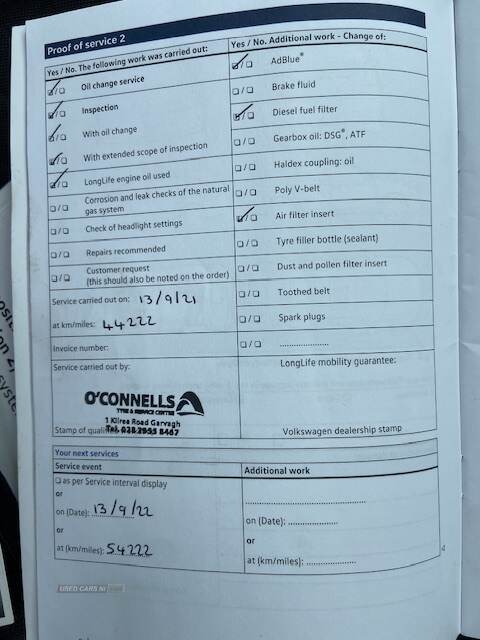 Proof of service 2
Yes / No. The following work was carried out:
Oil change service
Inspection
With oil change
With extended scope of inspection
LongLife engine oil used
Corrosion and leak checks of the natural
gas system
Check of headlight settings
Repairs recommended
Customer request
(this should also be noted on the order)
Service carried out on: 13/9/21
at km/miles: 44222
Invoice number:
Service carried out by:
O'CONNELLS
TYRE & SERVICE CENTRE
1 Kilrea Road Garvagh
Tel. 028 2955 8467
Stamp of
Yes / No. Additional work - Change of:
AdBlue®
Brake fluid
Diesel fuel filter
Gearbox oil: DSG®, ATF
Haldex coupling: oil
Poly V-belt
Air filter insert
Tyre filler bottle (sealant)
Dust and pollen filter insert
Toothed belt
Spark plugs
....................
LongLife mobility guarantee:
Volkswagen dealership stamp
Your next services
Service event
as per Service interval display
or
on (Date): 13/9/22
or
at (km/miles): 54222
Additional work
on (Date): ....................
or
at (km/miles): ....................
4
USED CARS NI